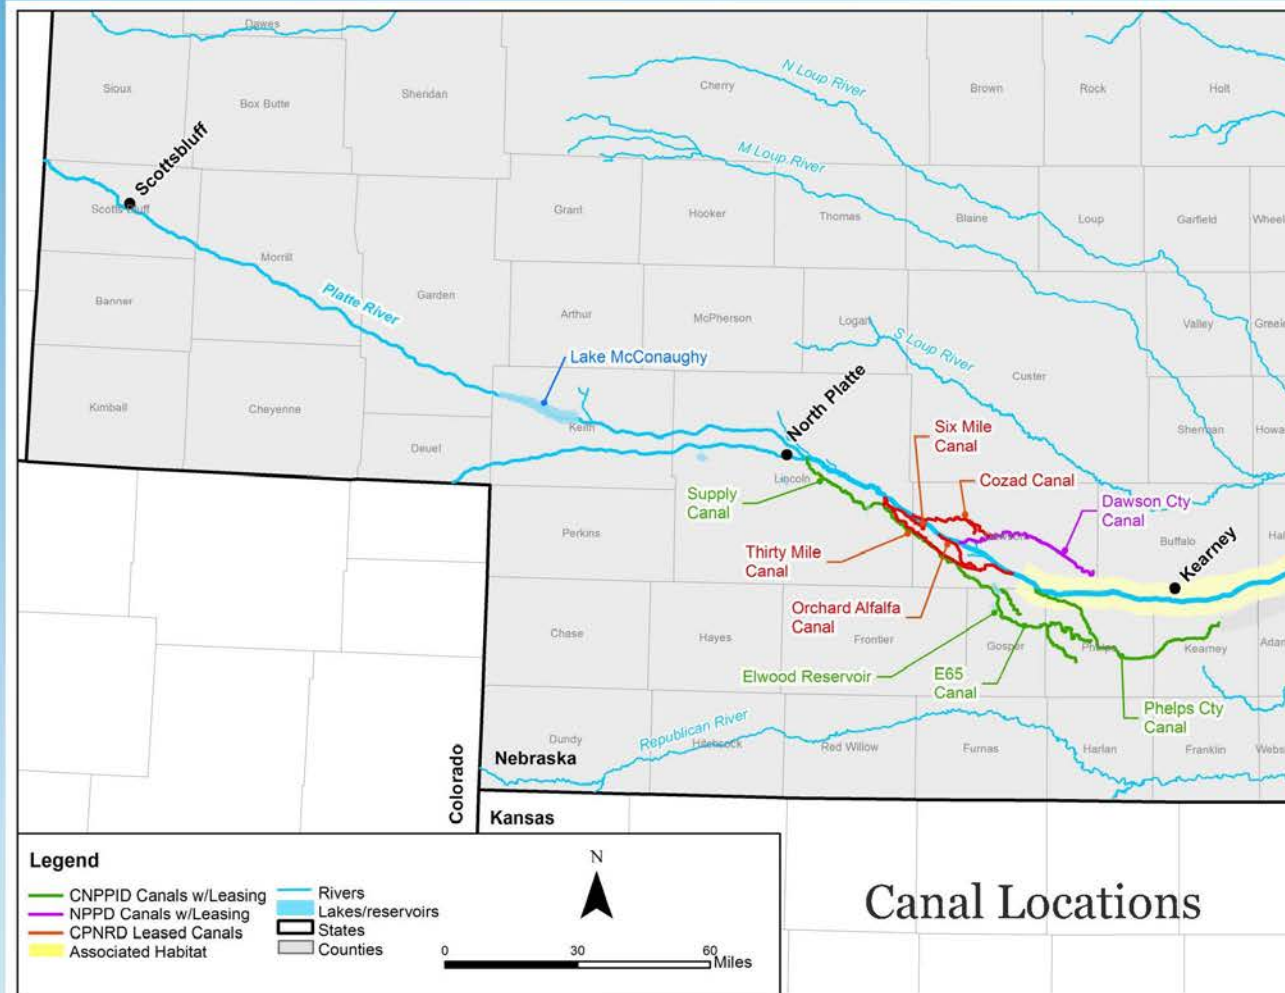 Dawes
Sioux
Box Butte
Sheridan
Cherry
N Loup River
Brown
Rock
Holt
Scottsbluff
Scotts Bluff
M Loup River
Grant
Hooker
Thomas
Blaine
Loup
Garfield
Wheel
Morrill
Banner
Platte River
Garden
Arthur
McPherson
Logan
S Loup River
Valley
Greele
Lake McConaughy
Custer
Kimball
Cheyenne
Deuel
Keith
North Platte
Sherman
Howa
Six Mile
Canal
Cozad Canal
Lincoln
Supply
Canal
Dawson Cty
Canal
Perkins
Thirty Mile
Canal
Buffalo
Hal
Kearney
Orchard Alfalfa
Canal
Chase
Hayes
Frontier
Gosper
Phelps
Kearney
Adam
Elwood Reservoir
E65
Canal
Phelps Cty
Canal
Republican River
Dundy
Hitchcock
Red Willow
Furnas
Harlan
Franklin
Webs
Nebraska
Colorado
Kansas
Legend
CNPPID Canals w/Leasing
NPPD Canals w/Leasing
CPNRD Leased Canals
Associated Habitat
Rivers
Lakes/reservoirs
States
Counties
N
0 30 60
Miles
Canal Locations